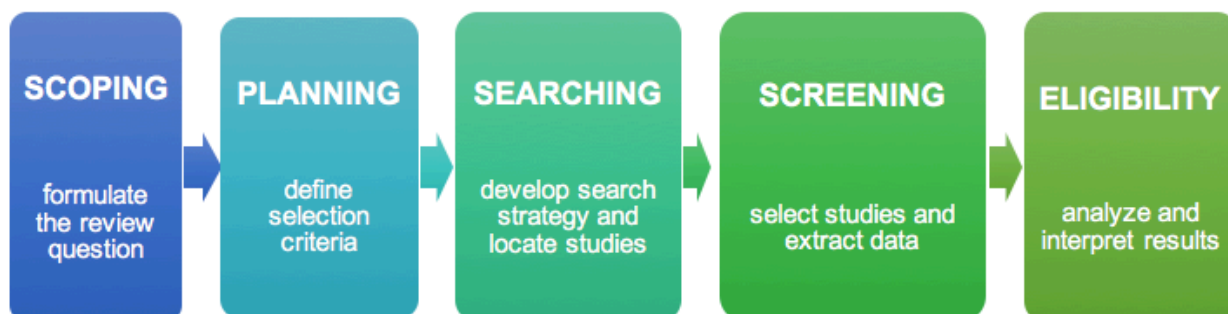 SCOPING
formulate
the review
question
PLANNING
define
selection
criteria
SEARCHING
develop search
strategy and
locate studies
SCREENING
select studies and
extract data
ELIGIBILITY
analyze and
interpret results